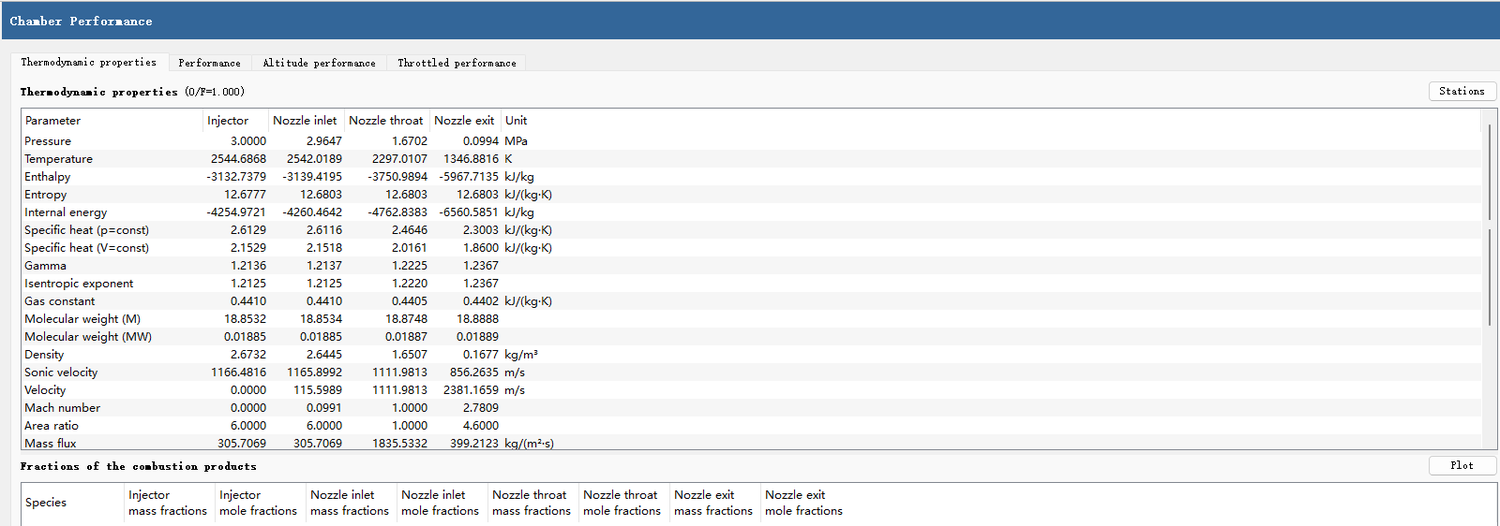 Chamber Performance
Thermodynamic properties Performance Altitude performance Throttled performance
Thermodynamic properties (O/F=1.000) Stations
Parameter Injector Nozzle inlet Nozzle throat Nozzle exit Unit
Pressure 3.0000 2.9647 1.6702 0.0994 MPa
Temperature 2544.6868 2542.0189 2297.0107 1346.8816 K
Enthalpy -3132.7379 -3139.4195 -3750.9894 -5967.7135 kJ/kg
Entropy 12.6777 12.6803 12.6803 12.6803 kJ/(kg·K)
Internal energy -4254.9721 -4260.4642 -4762.8383 -6560.5851 kJ/kg
Specific heat (p=const) 2.6129 2.6116 2.4646 2.3003 kJ/(kg·K)
Specific heat (V=const) 2.1529 2.1518 2.0161 1.8600 kJ/(kg·K)
Gamma 1.2136 1.2137 1.2225 1.2367
Isentropic exponent 1.2125 1.2125 1.2220 1.2367
Gas constant 0.4410 0.4410 0.4405 0.4402 kJ/(kg·K)
Molecular weight (M) 18.8532 18.8534 18.8748 18.8888
Molecular weight (MW) 0.01885 0.01885 0.01887 0.01889
Density 2.6732 2.6445 1.6507 0.1677 kg/m³
Sonic velocity 1166.4816 1165.8992 1111.9813 856.2635 m/s
Velocity 0.0000 115.5989 1111.9813 2381.1659 m/s
Mach number 0.0000 0.0991 1.0000 2.7809
Area ratio 6.0000 6.0000 1.0000 4.6000
Mass flux 305.7069 305.7069 1835.5332 399.2123 kg/(m²·s)
Fractions of the combustion products Plot
Species Injector Injector Nozzle inlet Nozzle inlet Nozzle throat Nozzle throat Nozzle exit Nozzle exit
mass fractions mole fractions mass fractions mole fractions mass fractions mole fractions mass fractions mole fractions